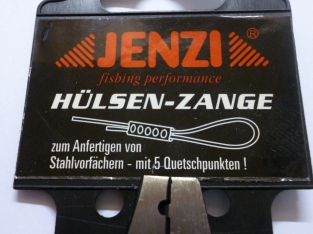 JENZI ®
fishing performance
HÜLSEN-ZANGE
zum Anfertigen von
Stahlvorfächern - mit 5 Quetschpunkten !